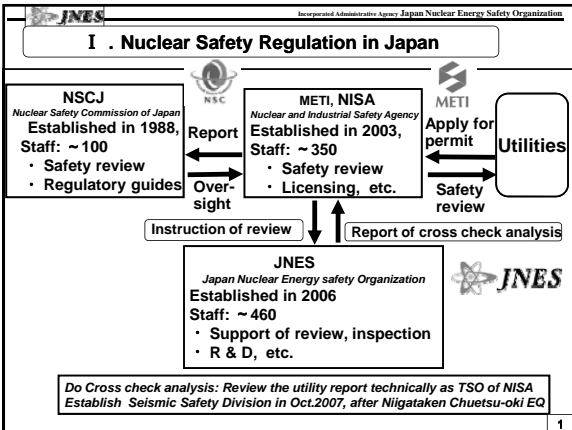 JNES
Incorporated Administrative Agency Japan Nuclear Energy Safety Organization
Ⅰ . Nuclear Safety Regulation in Japan
NSC
METI
NSCJ
Nuclear Safety Commission of Japan
Established in 1988,
Staff: ~100
・ Safety review
・ Regulatory guides
Report
Over-
sight
METI, NISA
Nuclear and Industrial Safety Agency
Established in 2003,
Staff: ~350
・ Safety review
・ Licensing, etc.
Apply for
permit
Safety
review
Utilities
Instruction of review
Report of cross check analysis
JNES
Japan Nuclear Energy safety Organization
Established in 2006
Staff: ~460
・ Support of review, inspection
・ R & D, etc.
JNES
Do Cross check analysis: Review the utility report technically as TSO of NISA
Establish Seismic Safety Division in Oct.2007, after Niigataken Chuetsu-oki EQ
1